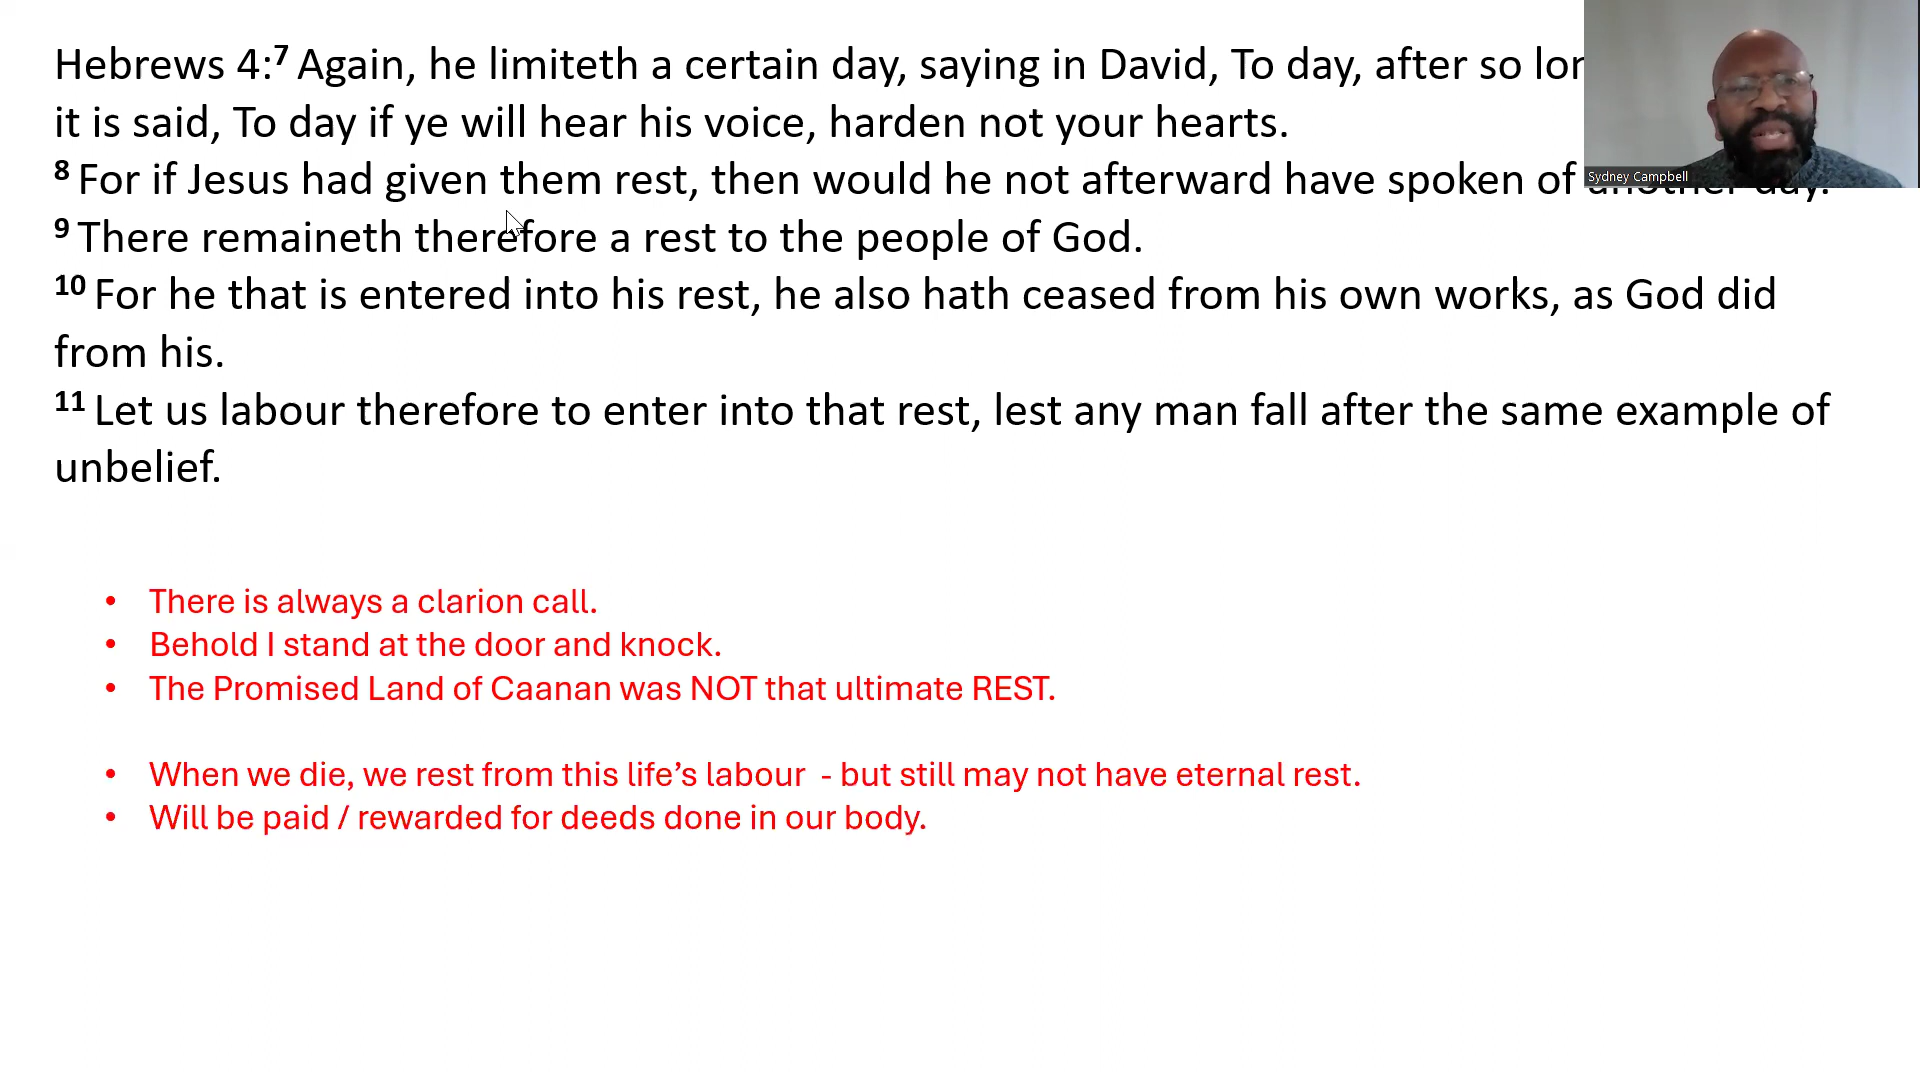 Hebrews 4:7 Again, he limiteth a certain day, saying in David, To day, after so
it is said, To day if ye will hear his voice, harden not your hearts.
8 For if Jesus had given them rest, then would he not afterward have spoken of another day.
9 There remaineth therefore a rest to the people of God.
10 For he that is entered into his rest, he also hath ceased from his own works, as God did
from his.
11 Let us labour therefore to enter into that rest, lest any man fall after the same example of
unbelief.
• There is always a clarion call.
• Behold I stand at the door and knock.
• The Promised Land of Caanan was NOT that ultimate REST.
• When we die, we rest from this life’s labour - but still may not have eternal rest.
• Will be paid / rewarded for deeds done in our body.
Sydney Campbell